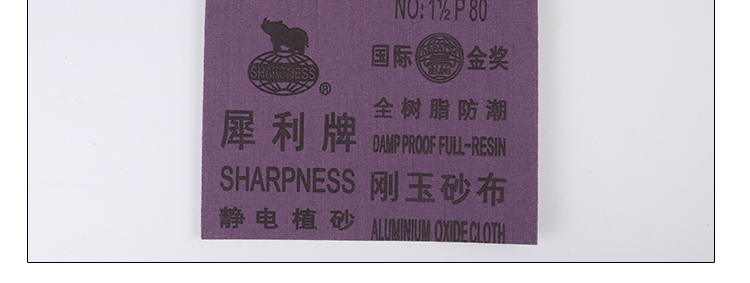 NO: 1½ P 80
SHARPNESS
®
国际 金奖
犀利牌
全树脂防潮
DAMP PROOF FULL-RESIN
SHARPNESS
刚玉砂布
静电植砂
ALUMINIUM OXIDE CLOTH